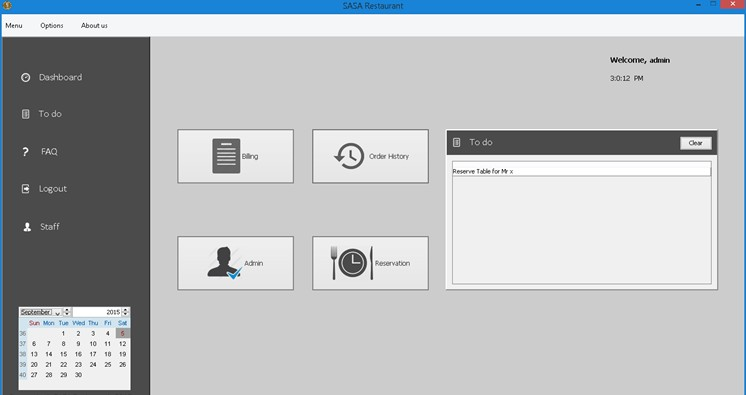 SASA Restaurant
Menu Options About us
Welcome, admin
3:0:12 PM
Dashboard
To do
FAQ
Logout
Staff
Billing
Order History
Admin
Reservation
To do Clear
Reserve Table for Mr x
September 2015
Sun Mon Tue Wed Thu Fri Sat
36 1 2 3 4 5
37 6 7 8 9 10 11 12
38 13 14 15 16 17 18 19
39 20 21 22 23 24 25 26
40 27 28 29 30